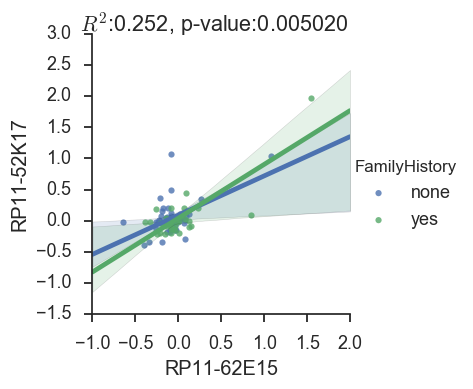 R²:0.252, p-value:0.005020
3.0
2.5
2.0
1.5
1.0
0.5
0.0
−0.5
−1.0
−1.5
RP11-52K17
−1.0 −0.5 0.0 0.5 1.0 1.5 2.0
RP11-62E15
FamilyHistory
none
yes